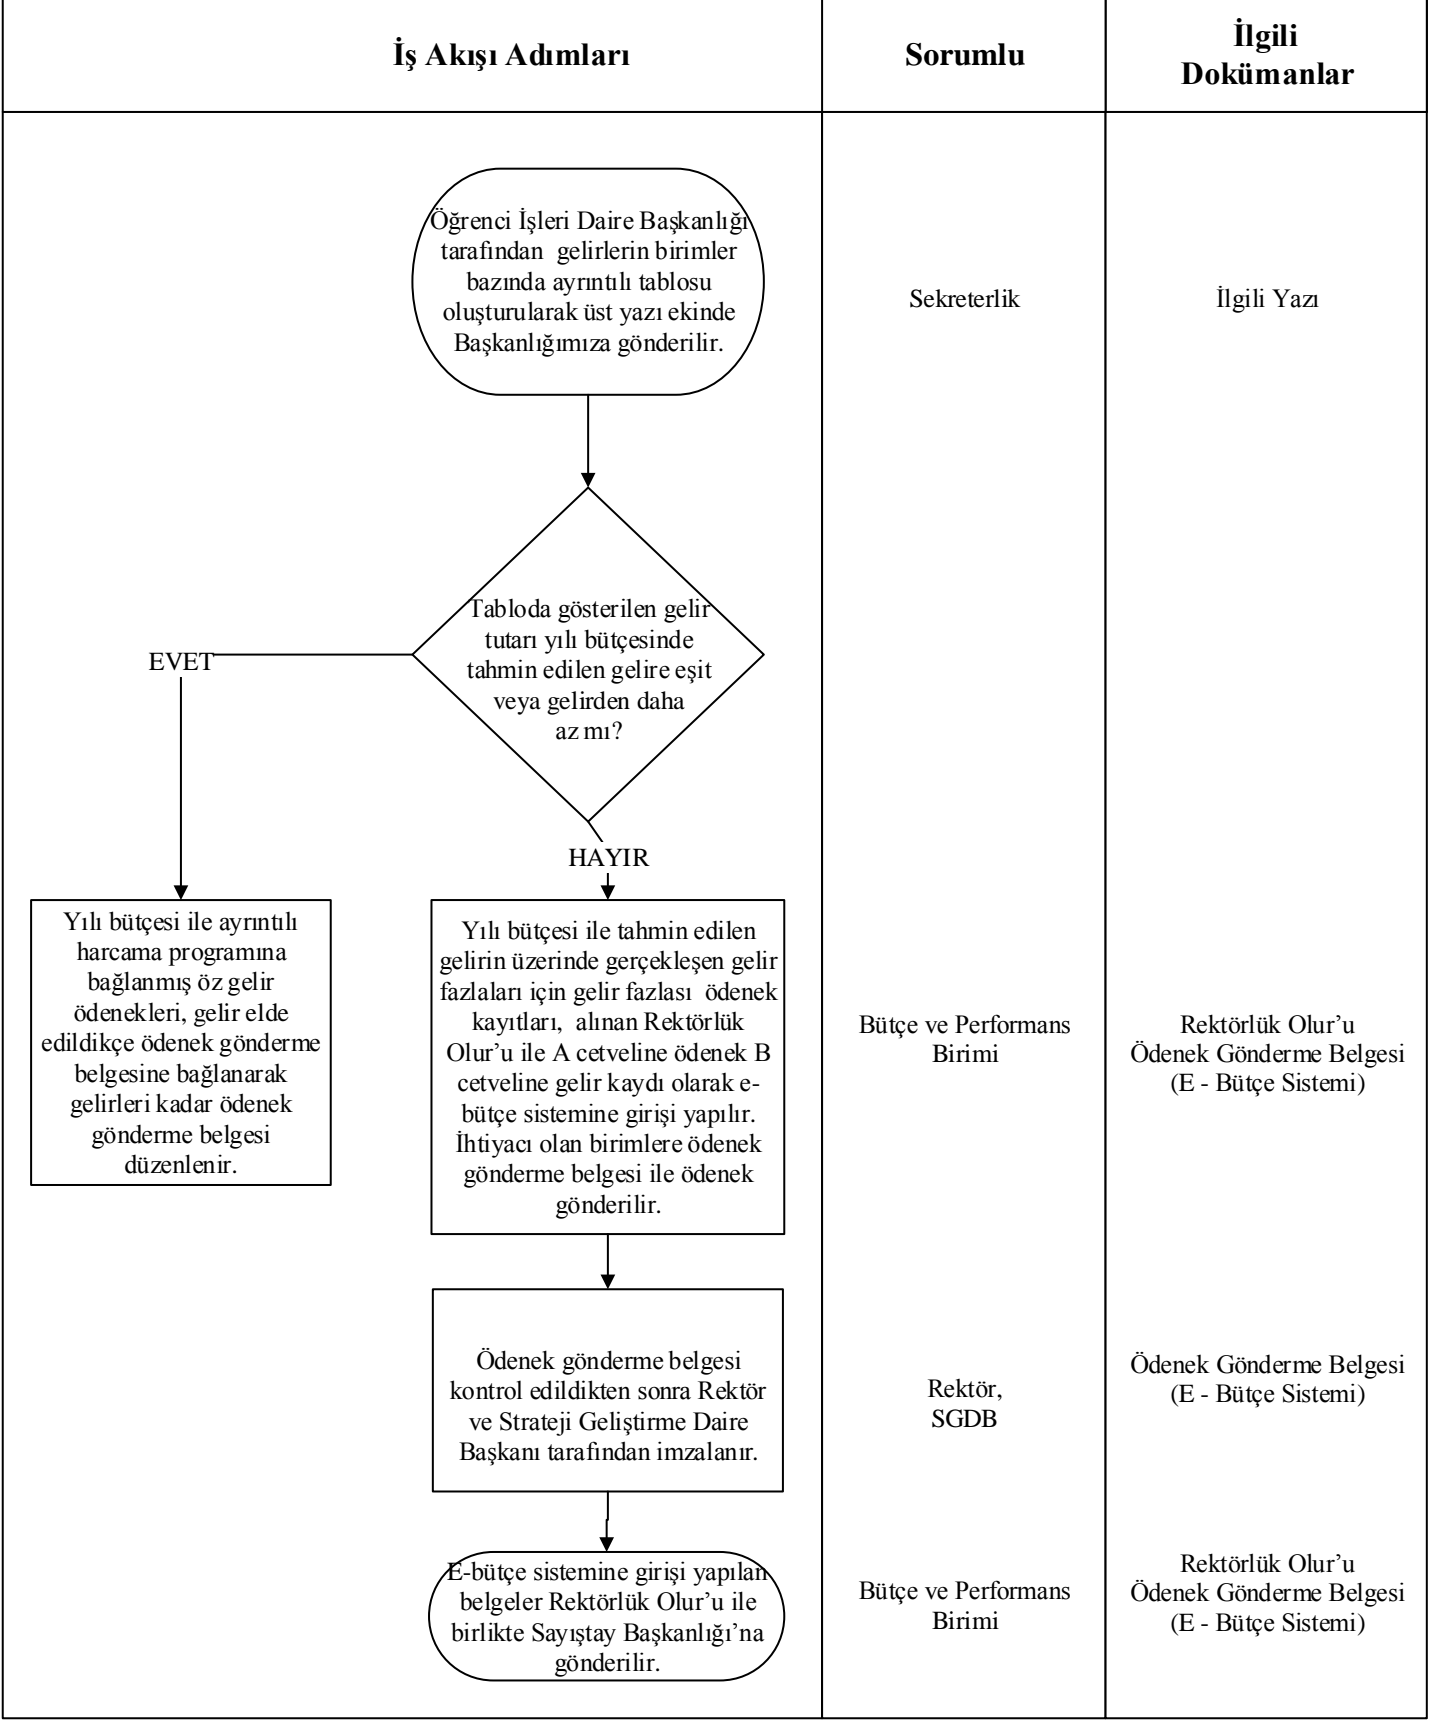 İş Akışı Adımları
Sorumlu
İlgili
Dokümanlar
Öğrenci İşleri Daire Başkanlığı
tarafından gelirlerin birimler
bazında ayrıntılı tablosu
oluşturularak üst yazı ekinde
Başkanlığımıza gönderilir.
Sekreterlik
İlgili Yazı
Tabloda gösterilen gelir
tutarı yılı bütçesinde
tahmin edilen gelire eşit
veya gelirden daha
az mı?
EVET
HAYIR
Yılı bütçesi ile ayrıntılı
harcama programına
bağlanmış öz gelir
ödenekleri, gelir elde
edildikçe ödenek gönderme
belgesine bağlanarak
gelirleri kadar ödenek
gönderme belgesi
düzenlenir.
Yılı bütçesi ile tahmin edilen
gelirin üzerinde gerçekleşen gelir
fazlaları için gelir fazlası ödenek
kayıtları, alınan Rektörlük
Olur’u ile A cetveline ödenek B
cetveline gelir kaydı olarak e-
bütçe sistemine girişi yapılır.
İhtiyacı olan birimlere ödenek
gönderme belgesi ile ödenek
gönderilir.
Bütçe ve Performans
Birimi
Rektörlük Olur’u
Ödenek Gönderme Belgesi
(E - Bütçe Sistemi)
Ödenek gönderme belgesi
kontrol edildikten sonra Rektör
ve Strateji Geliştirme Daire
Başkanı tarafından imzalanır.
Rektör,
SGDB
Ödenek Gönderme Belgesi
(E - Bütçe Sistemi)
E-bütçe sistemine girişi yapılan
belgeler Rektörlük Olur’u ile
birlikte Sayıştay Başkanlığı’na
gönderilir.
Bütçe ve Performans
Birimi
Rektörlük Olur’u
Ödenek Gönderme Belgesi
(E - Bütçe Sistemi)